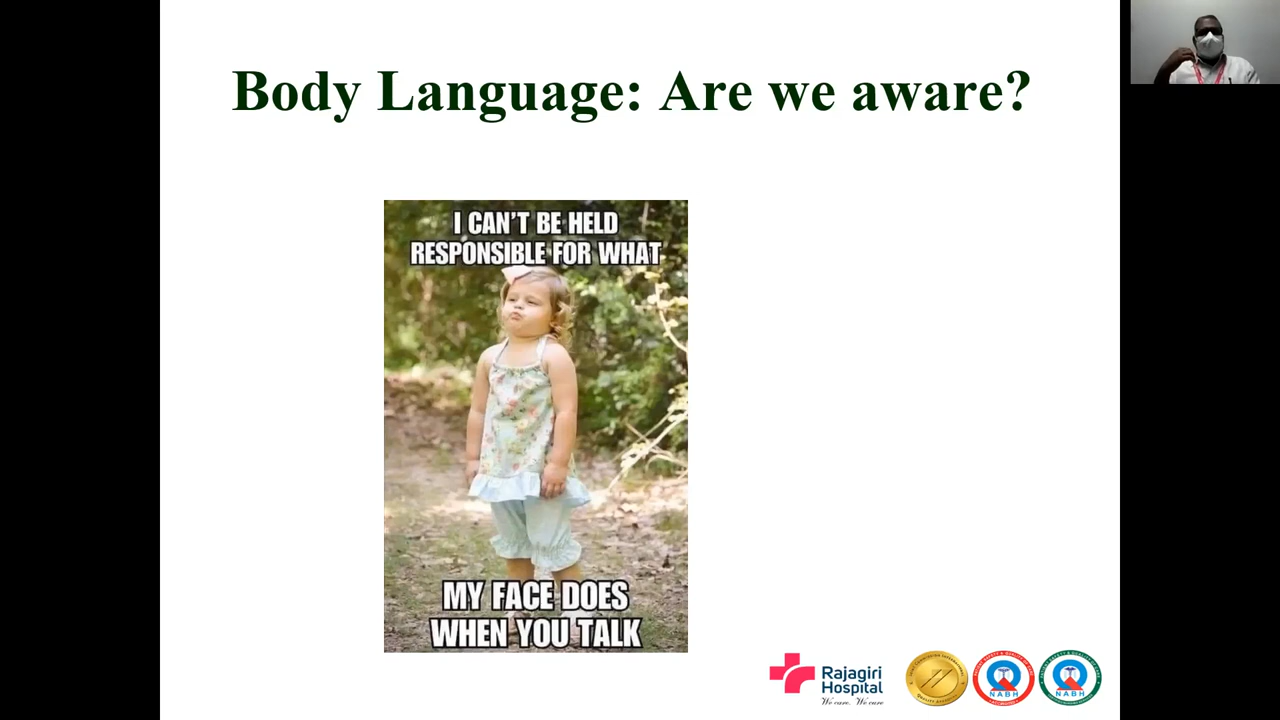 Body Language: Are we aware?
I CAN'T BE HELD
RESPONSIBLE FOR WHAT
MY FACE DOES
WHEN YOU TALK
Rajagiri
Hospital
We care. We cure
NABH
NABH